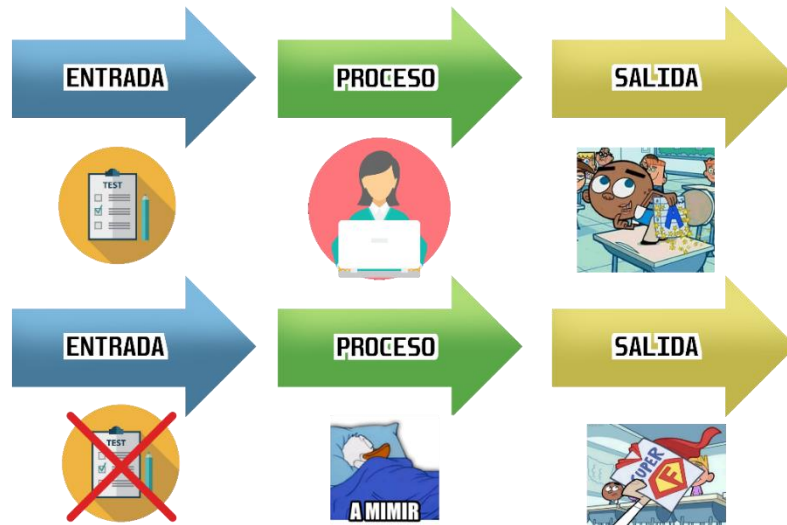 ENTRADA
PROCESO
SALIDA
TEST
A
ENTRADA
PROCESO
SALIDA
TEST
A MIMIR
SUPER
F